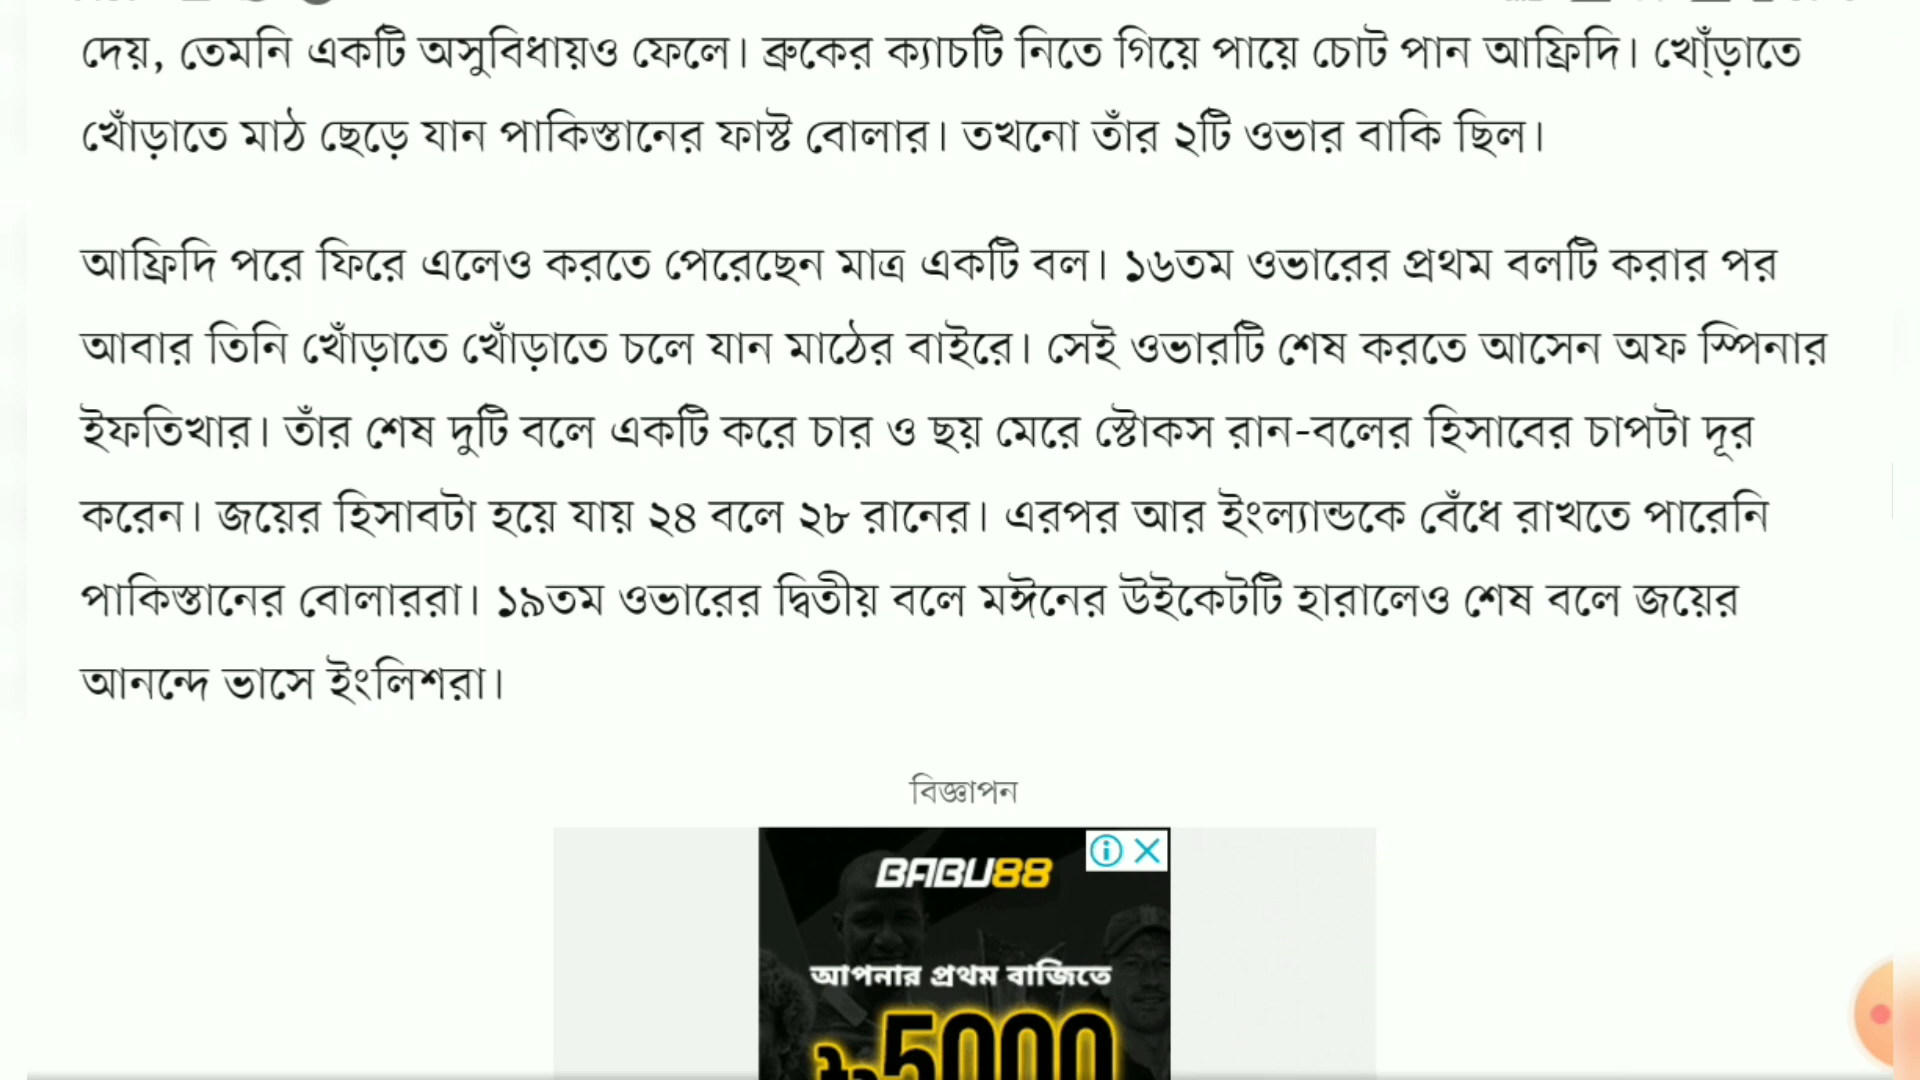 দেয়, তেমনি একটি অসুবিধায়ও ফেলে। ব্রুকের ক্যাচটি নিতে গিয়ে পায়ে চোট পান আফ্রিদি। খোঁড়াতে
খোঁড়াতে মাঠ ছেড়ে যান পাকিস্তানের ফাস্ট বোলার। তখনো তাঁর ২টি ওভার বাকি ছিল।
আফ্রিদি পরে ফিরে এলেও করতে পেরেছেন মাত্র একটি বল। ১৬তম ওভারের প্রথম বলটি করার পর
আবার তিনি খোঁড়াতে খোঁড়াতে চলে যান মাঠের বাইরে। সেই ওভারটি শেষ করতে আসেন অফ স্পিনার
ইফতিখার। তাঁর শেষ দুটি বলে একটি করে চার ও ছয় মেরে স্টোকস রান-বলের হিসাবের চাপটা দূর
করেন। জয়ের হিসাবটা হয়ে যায় ২৪ বলে ২৮ রানের। এরপর আর ইংল্যান্ডকে বেঁধে রাখতে পারেনি
পাকিস্তানের বোলাররা। ১৯তম ওভারের দ্বিতীয় বলে মঈনের উইকেটটি হারালেও শেষ বলে জয়ের
আনন্দে ভাসে ইংলিশরা।
বিজ্ঞাপন
BABU88
আপনার প্রথম বাজিতে
৳5000